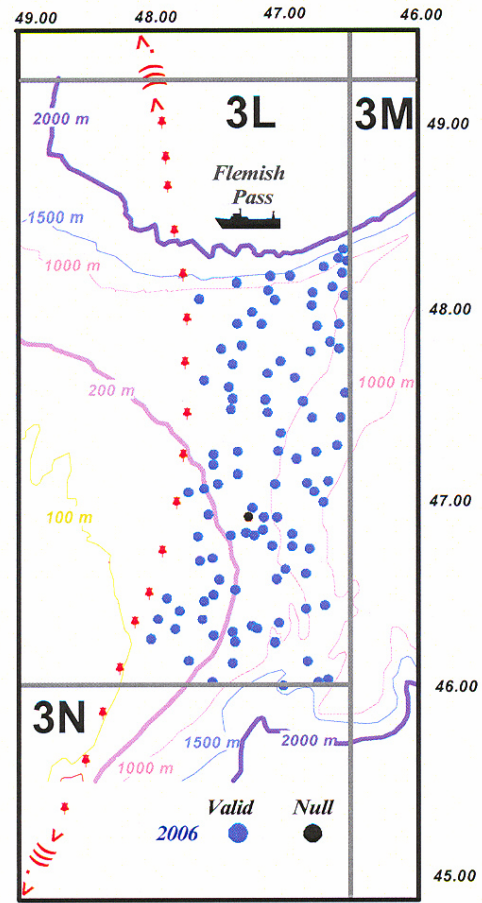 49.00 48.00 47.00 46.00
3L 3M
2000 m
49.00
Flemish
Pass
1500 m
1000 m
48.00
1000 m
200 m
47.00
100 m
46.00
3N
1500 m 2000 m
1000 m
Valid Null
2006
45.00